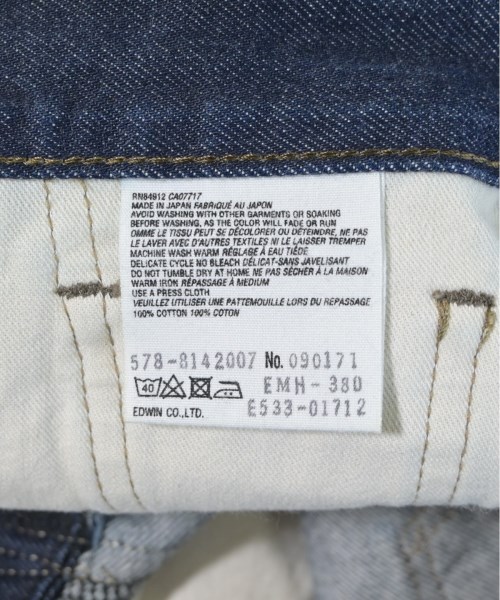 RN84912 CA07717
MADE IN JAPAN FABRIQUÉ AU JAPON
AVOID WASHING WITH OTHER GARMENTS OR SOAKING
BEFORE WASHING, AS THE COLOR WILL FADE OR RUN
OMME LE TISSU PEUT SE DÉCOLORER OU DÉTEINDRE, NE PAS
LE LAVER AVEC D'AUTRES TEXTILES NI LE LAISSER TREMPER
MACHINE WASH WARM RÉGLAGE À EAU TIÈDE
DELICATE CYCLE NO BLEACH DÉLICAT-SANS JAVELISANT
DO NOT TUMBLE DRY AT HOME NE PAS SÉCHER À LA MAISON
WARM IRON RÉPASSAGE À MEDIUM
USE A PRESS CLOTH
VEUILLEZ UTILISER UNE PATTEMOUILLE LORS DU REPASSAGE
100% COTTON 100% COTON
578-8142007 No. 090171
40 EMH-380
EDWIN CO.,LTD. E533-01712